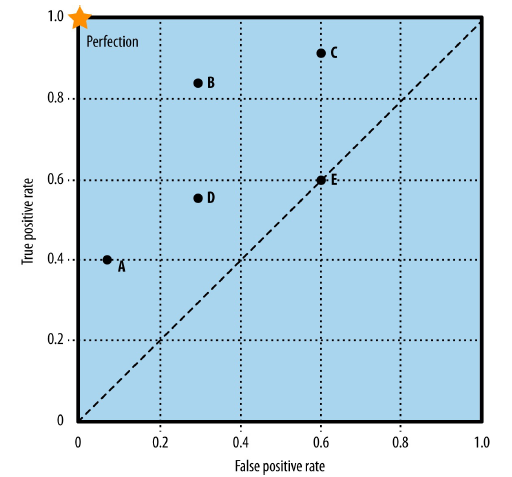 1.0
Perfection
C
B
0.8
True positive rate
0.6
E
D
0.4
A
0.2
0
0 0.2 0.4 0.6 0.8 1.0
False positive rate